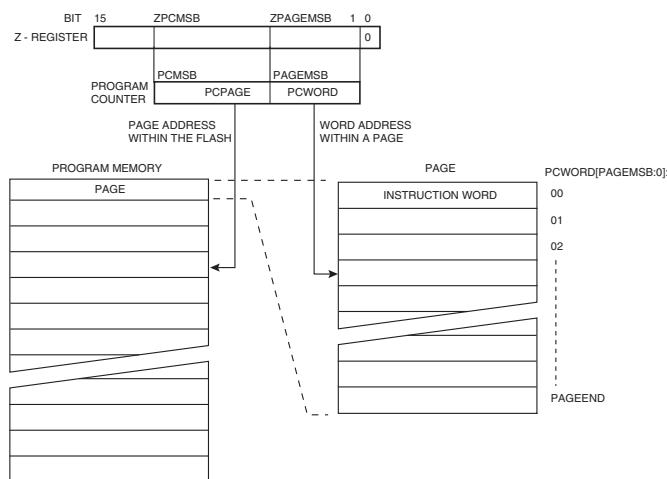 BIT 15 ZPCMSB ZPAGEMSB 1 0
Z - REGISTER 0
PCMSB PAGEMSB
PROGRAM COUNTER PCPAGE PCWORD
PAGE ADDRESS
WITHIN THE FLASH
WORD ADDRESS
WITHIN A PAGE
PROGRAM MEMORY
PAGE
PAGE
PCWORD[PAGEMSB:0]:
INSTRUCTION WORD 00
01
02
PAGEEND